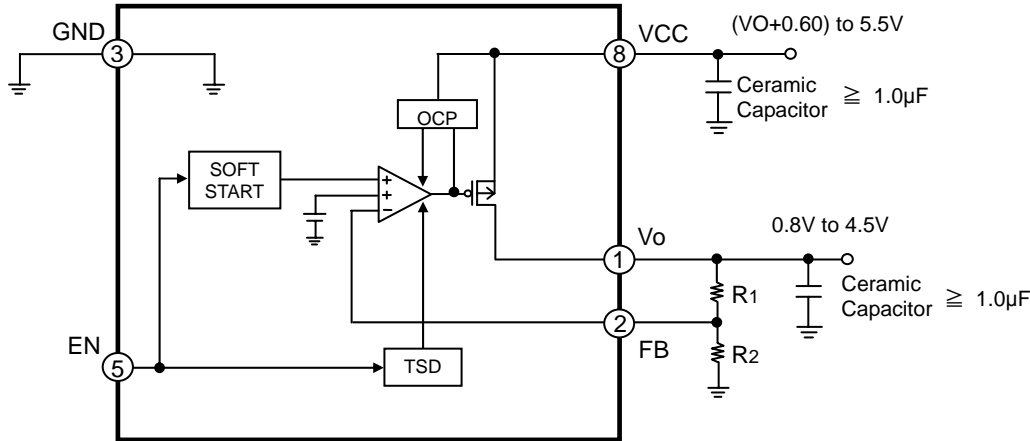 GND
3
VCC
8
(VO+0.60) to 5.5V
Ceramic
Capacitor ≧ 1.0µF
OCP
SOFT
START
+
+
−
Vo
1
0.8V to 4.5V
R1
Ceramic
Capacitor ≧ 1.0µF
2
FB
R2
EN
5
TSD